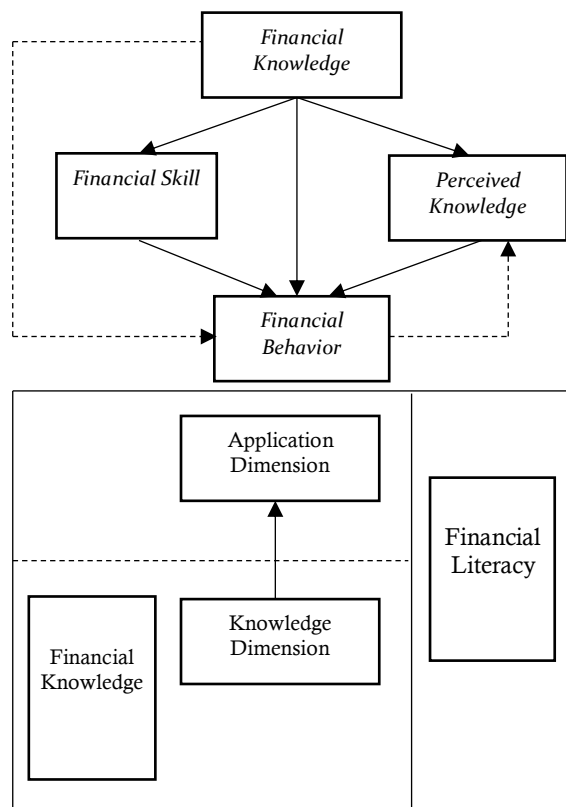 Financial
Knowledge
Financial Skill
Perceived
Knowledge
Financial
Behavior
Application
Dimension
Financial
Literacy
Knowledge
Dimension
Financial
Knowledge